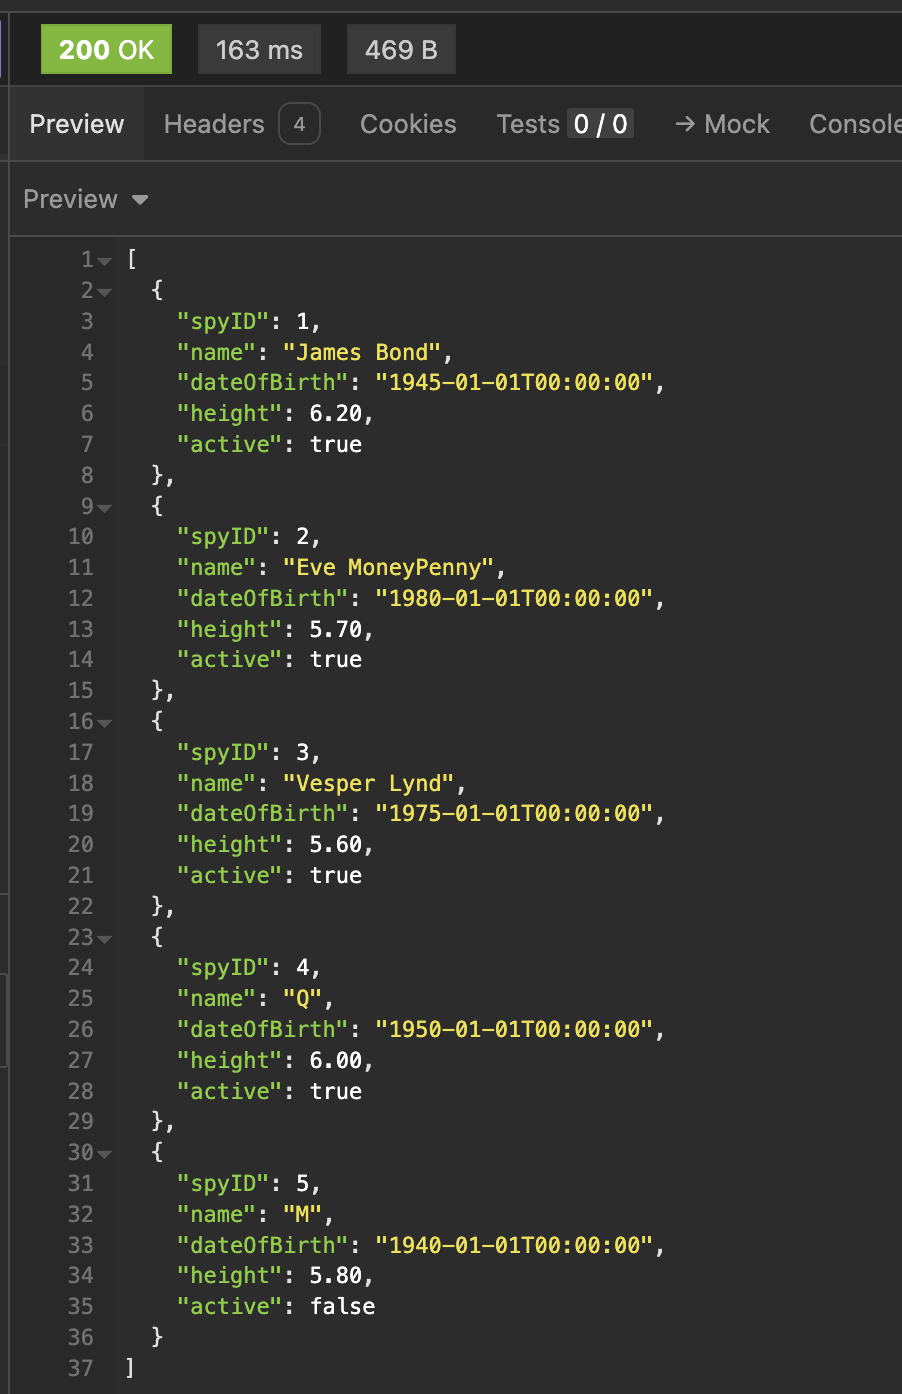 200 OK 163 ms 469 B
Preview Headers 4 Cookies Tests 0 / 0 → Mock Console
Preview
1 [
2 {
3 "spyID": 1,
4 "name": "James Bond",
5 "dateOfBirth": "1945-01-01T00:00:00",
6 "height": 6.20,
7 "active": true
8 },
9 {
10 "spyID": 2,
11 "name": "Eve MoneyPenny",
12 "dateOfBirth": "1980-01-01T00:00:00",
13 "height": 5.70,
14 "active": true
15 },
16 {
17 "spyID": 3,
18 "name": "Vesper Lynd",
19 "dateOfBirth": "1975-01-01T00:00:00",
20 "height": 5.60,
21 "active": true
22 },
23 {
24 "spyID": 4,
25 "name": "Q",
26 "dateOfBirth": "1950-01-01T00:00:00",
27 "height": 6.00,
28 "active": true
29 },
30 {
31 "spyID": 5,
32 "name": "M",
33 "dateOfBirth": "1940-01-01T00:00:00",
34 "height": 5.80,
35 "active": false
36 }
37 ]